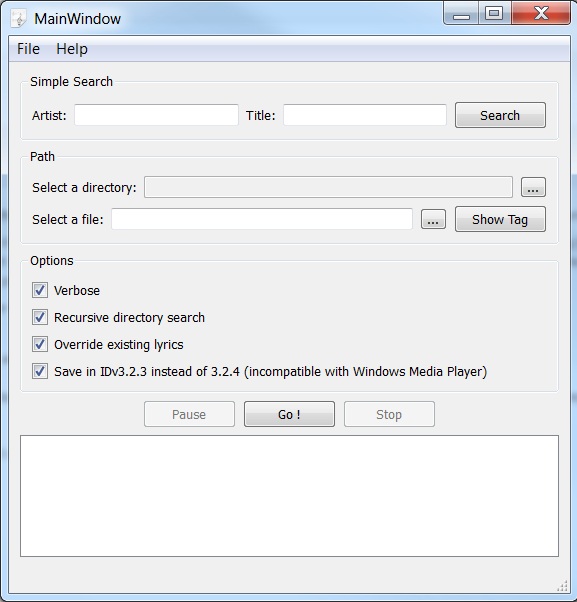 MainWindow
File Help
Simple Search
Artist: Title: Search
Path
Select a directory: ...
Select a file: ... Show Tag
Options
Verbose
Recursive directory search
Override existing lyrics
Save in IDv3.2.3 instead of 3.2.4 (incompatible with Windows Media Player)
Pause Go ! Stop